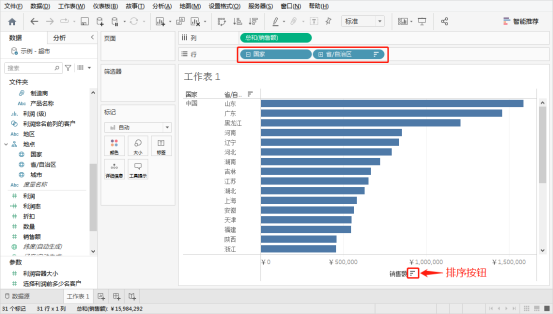 文件(F) 数据(D) 工作表(W) 仪表板(B) 故事(T) 分析(A) 地图(M) 设置格式(O) 服务器(S) 窗口(N) 帮助(H)
标准
智能推荐
数据 分析
示例 - 超市
搜索
文件夹
制造商
Abc 产品名称
利润 (级)
利润按名前列的客户
Abc 地区
地点
国家
省/自治区
城市
Abc 度量名称
利润
利润率
折扣
数量
销售额
纬度(自动生成)
参数
利润容器大小
选择利润前多少名客户
页面
筛选器
标记
自动
颜色 大小 标签
详细信息 工具提示
列 总和(销售额)
行 国家 省/自治区
工作表 1
国家 省/自..
中国 山东
广东
黑龙江
河南
辽宁
河北
湖南
吉林
江苏
湖北
上海
安徽
天津
福建
陕西
浙江
¥ 0 ¥ 500,000 ¥ 1,000,000 ¥ 1,500,000
销售额 排序按钮
数据源 工作表 1
31 个标记 31 行 x 1 列 总和(销售额): ¥ 15,984,292